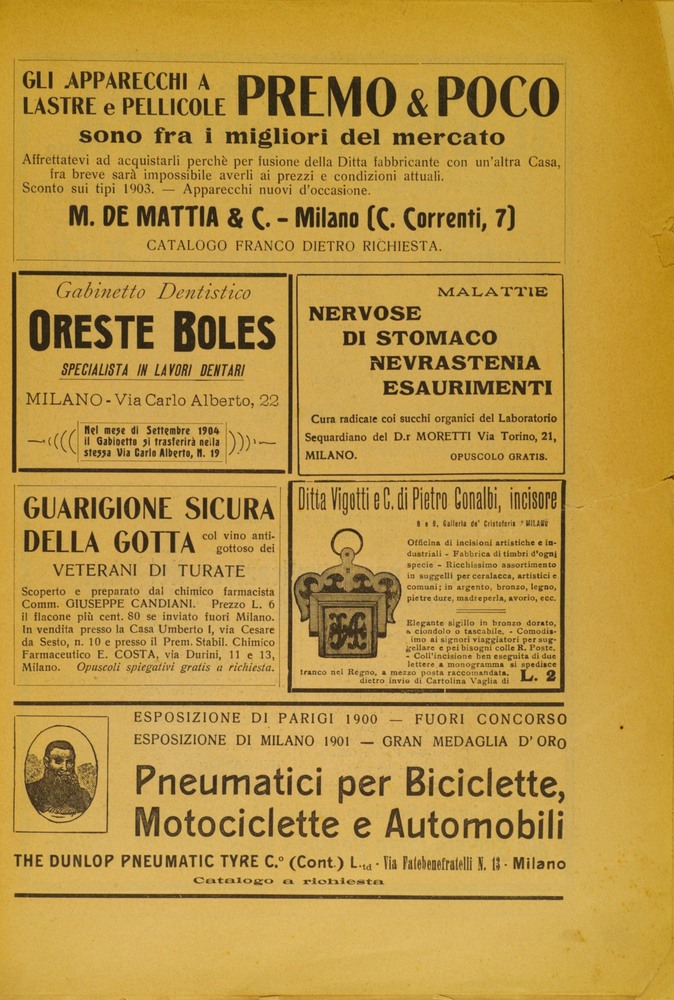 GLI APPARECCHI A
LASTRE e PELLICOLE PREMO & POCO
sono fra i migliori del mercato
Affrettatevi ad acquistarli perchè per fusione della Ditta fabbricante con un'altra Casa,
fra breve sarà impossibile averli ai prezzi e condizioni attuali.
Sconto sui tipi 1903. — Apparecchi nuovi d'occasione.
M. DE MATTIA & C. - Milano (C. Correnti, 7)
CATALOGO FRANCO DIETRO RICHIESTA.
Gabinetto Dentistico
ORESTE BOLES
SPECIALISTA IN LAVORI DENTARI
MILANO - Via Carlo Alberto, 22
Nel mese di Settembre 1904
il Gabinetto si trasferirà nella
stessa Via Carlo Alberto, N. 19
MALATTIE
NERVOSE
DI STOMACO
NEVRASTENIA
ESAURIMENTI
Cura radicale coi succhi organici del Laboratorio
Sequardiano del D.r MORETTI Via Torino, 21,
MILANO. OPUSCOLO GRATIS.
GUARIGIONE SICURA
DELLA GOTTA col vino anti-
gottoso dei
VETERANI DI TURATE
Scoperto e preparato dal chimico farmacista
Comm. GIUSEPPE CANDIANI. Prezzo L. 6
il flacone più cent. 80 se inviato fuori Milano.
In vendita presso la Casa Umberto I, via Cesare
da Sesto, n. 10 e presso il Prem. Stabil. Chimico
Farmaceutico E. COSTA, via Durini, 11 e 13,
Milano. Opuscoli spiegativi gratis a richiesta.
Ditta Vigotti e C. di Pietro Gonalbi, incisore
Galleria de' Cristoforis * MILANO
Officina di incisioni artistiche e in-
dustriali - Fabbrica di timbri d'ogni
specie - Ricchissimo assortimento
in suggelli per ceralacca, artistici e
comuni; in argento, bronzo, legno,
pietre dure, madreperla, avorio, ecc.
Elegante sigillo in bronzo dorato,
a ciondolo o tascabile. - Comodis-
imo ai signori viaggiatori per sug-
gellare e pei bisogni colle R. Poste.
- Coll'incisione ben eseguita di due
lettere a monogramma si spedisce
franco nel Regno, a mezzo posta raccomandata.
dietro invio di Cartolina Vaglia di L. 2
ESPOSIZIONE DI PARIGI 1900 — FUORI CONCORSO
ESPOSIZIONE DI MILANO 1901 — GRAN MEDAGLIA D'ORO
Pneumatici per Biciclette,
Motociclette e Automobili
THE DUNLOP PNEUMATIC TYRE C.º (Cont.) L.td - Via Fatebenefratelli N. 13 - Milano
Catalogo a richiesta